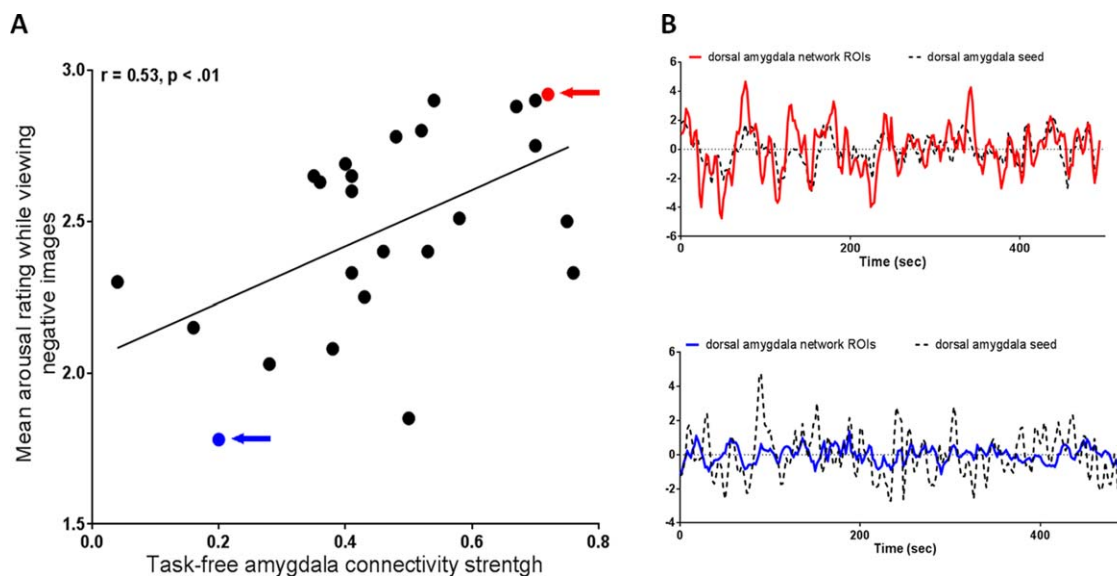 A
r = 0.53, p < .01
3.0
2.5
2.0
1.5
Mean arousal rating while viewing
negative images
0.0 0.2 0.4 0.6 0.8
Task-free amygdala connectivity strentgh
B
dorsal amygdala network ROIs dorsal amygdala seed
6
4
2
0
-2
-4
-6
0 200 400
Time (sec)
dorsal amygdala network ROIs dorsal amygdala seed
6
4
2
0
-2
-4
0 200 400
Time (sec)